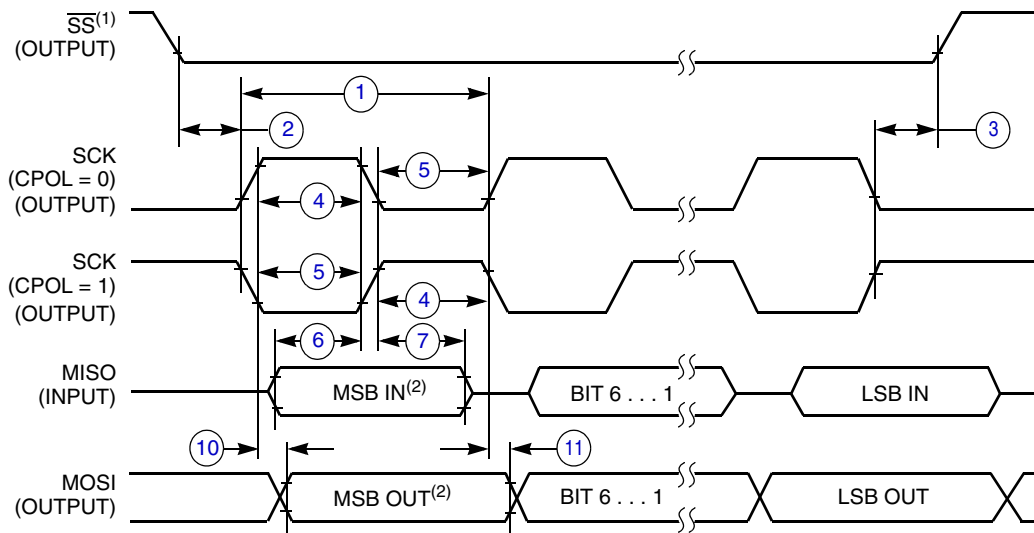 SS(1)
(OUTPUT)
1
2
3
SCK
(CPOL = 0)
(OUTPUT)
5
4
SCK
(CPOL = 1)
(OUTPUT)
5
4
6
7
MISO
(INPUT)
MSB IN(2)
BIT 6 . . . 1
LSB IN
10
11
MOSI
(OUTPUT)
MSB OUT(2)
BIT 6 . . . 1
LSB OUT